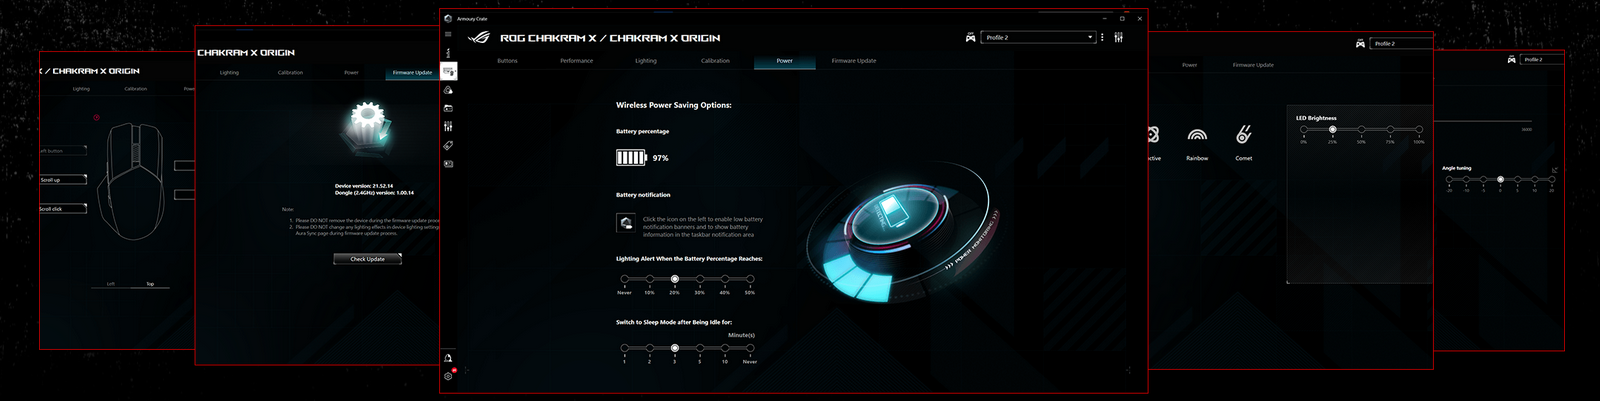 / CHAKRAM X ORIGIN
Lighting
Calibration
eft button
Scroll up
Scroll click
Left
Top
CHAKRAM X ORIGIN
Lighting
Calibration
Power
Firmware Update
Device version: 21.52.14
Dongle (2.4GHz) version: 1.00.14
Note:
1. Please DO NOT remove the device during the firmware update
2. Please DO NOT change any lighting effects in device lighting
Aura Sync page during firmware update process.
Check Update
Armoury Crate
ROG CHAKRAM X / CHAKRAM X ORIGIN
Profile 2
Buttons
Performance
Lighting
Calibration
Power
Firmware Update
Wireless Power Saving Options:
Battery percentage
97%
Battery notification
Click the icon on the left to enable low battery
notification banners and to show battery
information in the taskbar notification area
Lighting Alert When the Battery Percentage Reaches:
Never 10% 20% 30% 40% 50%
Switch to Sleep Mode after Being Idle for:
Minute(s)
1 2 3 5 10 Never
>>> POWER MONITORING >>>
Profile 2
Power
Firmware Update
ctive
Rainbow
Comet
LED Brightness
0% 25% 50% 75% 100%
Profile 2
36000
Angle tuning
-20 -10 -5 0 5 10 20